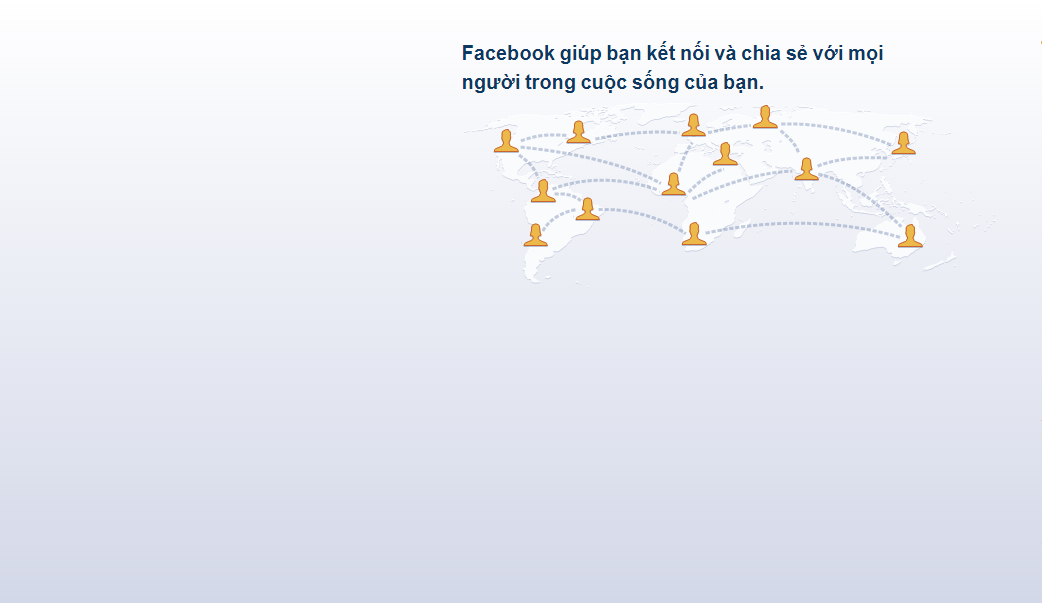 Facebook giúp bạn kết nối và chia sẻ với mọi
người trong cuộc sống của bạn.